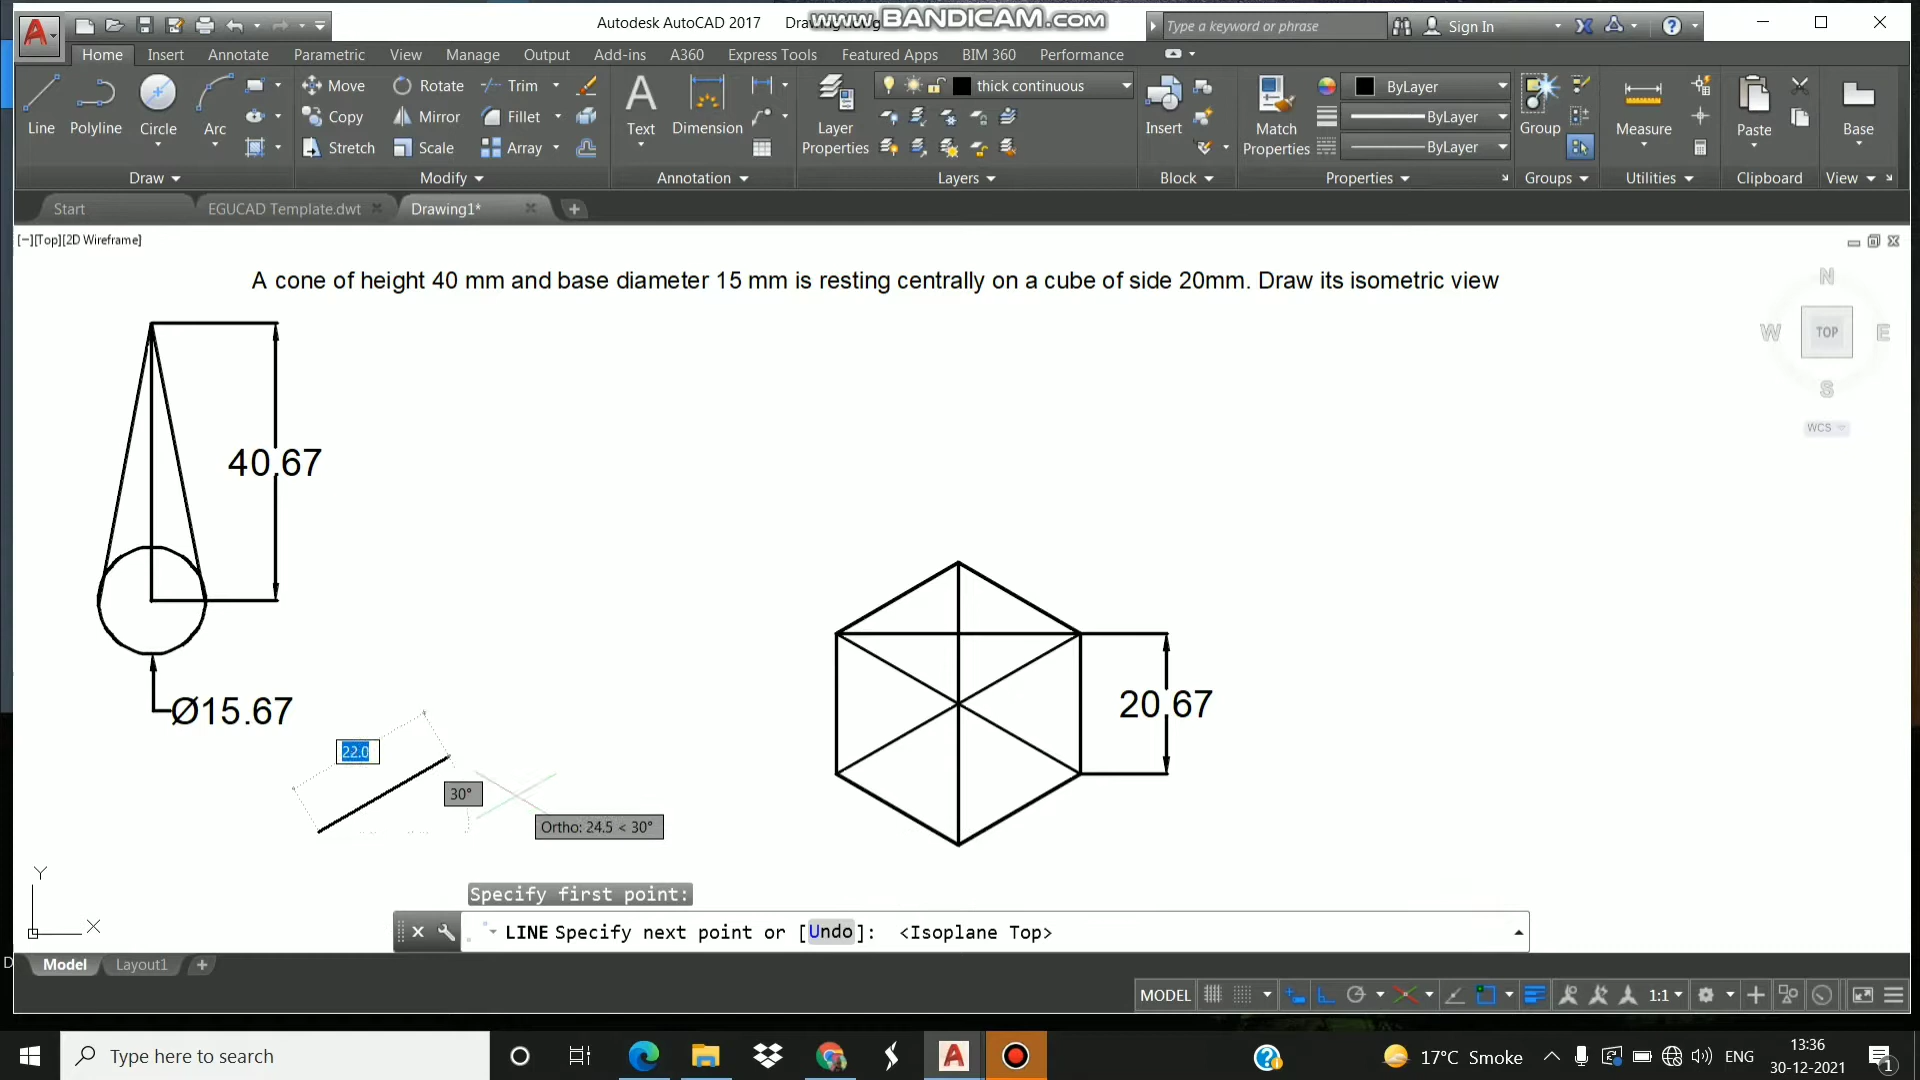 Autodesk AutoCAD 2017
www.BANDICAM.com
Type a keyword or phrase
Sign In
Home Insert Annotate Parametric View Manage Output Add-ins A360 Express Tools Featured Apps BIM 360 Performance
Move Rotate Trim
thick continuous
ByLayer
Line Polyline Circle Arc
Copy Mirror Fillet
Text Dimension
Layer Properties
Insert
Match Properties
ByLayer
Group Measure Paste Base
Stretch Scale Array
ByLayer
Draw Modify Annotation Layers Block Properties Groups Utilities Clipboard View
Start EGUCAD Template.dwt Drawing1*
[−][Top][2D Wireframe]
A cone of height 40 mm and base diameter 15 mm is resting centrally on a cube of side 20mm. Draw its isometric view
N
W TOP E
S
WCS
40.67
Ø15.67
20.67
22.0
30°
Ortho: 24.5 < 30°
Y
X
Specify first point:
LINE Specify next point or [Undo]: <Isoplane Top>
Model Layout1
MODEL 1:1
Type here to search
17°C Smoke ENG
13:36
30-12-2021
1